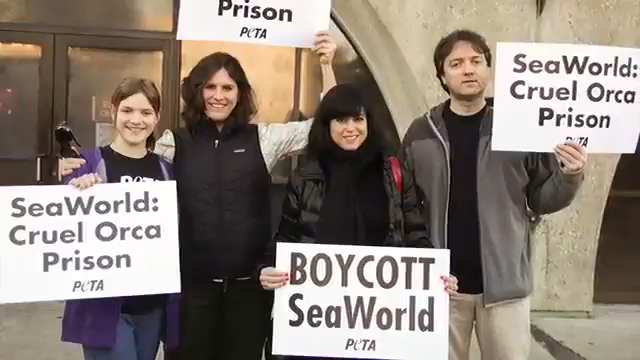 Prison
PETA
SeaWorld:
Cruel Orca
Prison
PETA
SeaWorld:
Cruel Orca
Prison
PETA
BOYCOTT
SeaWorld
PETA